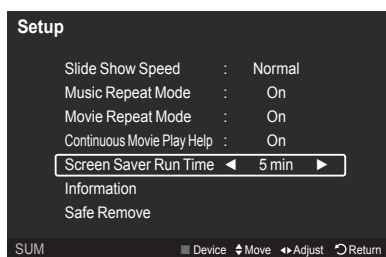 Setup
Slide Show Speed : Normal
Music Repeat Mode : On
Movie Repeat Mode : On
Continuous Movie Play Help : On
Screen Saver Run Time ◀ 5 min ▶
Information
Safe Remove
SUM Device Move Adjust Return